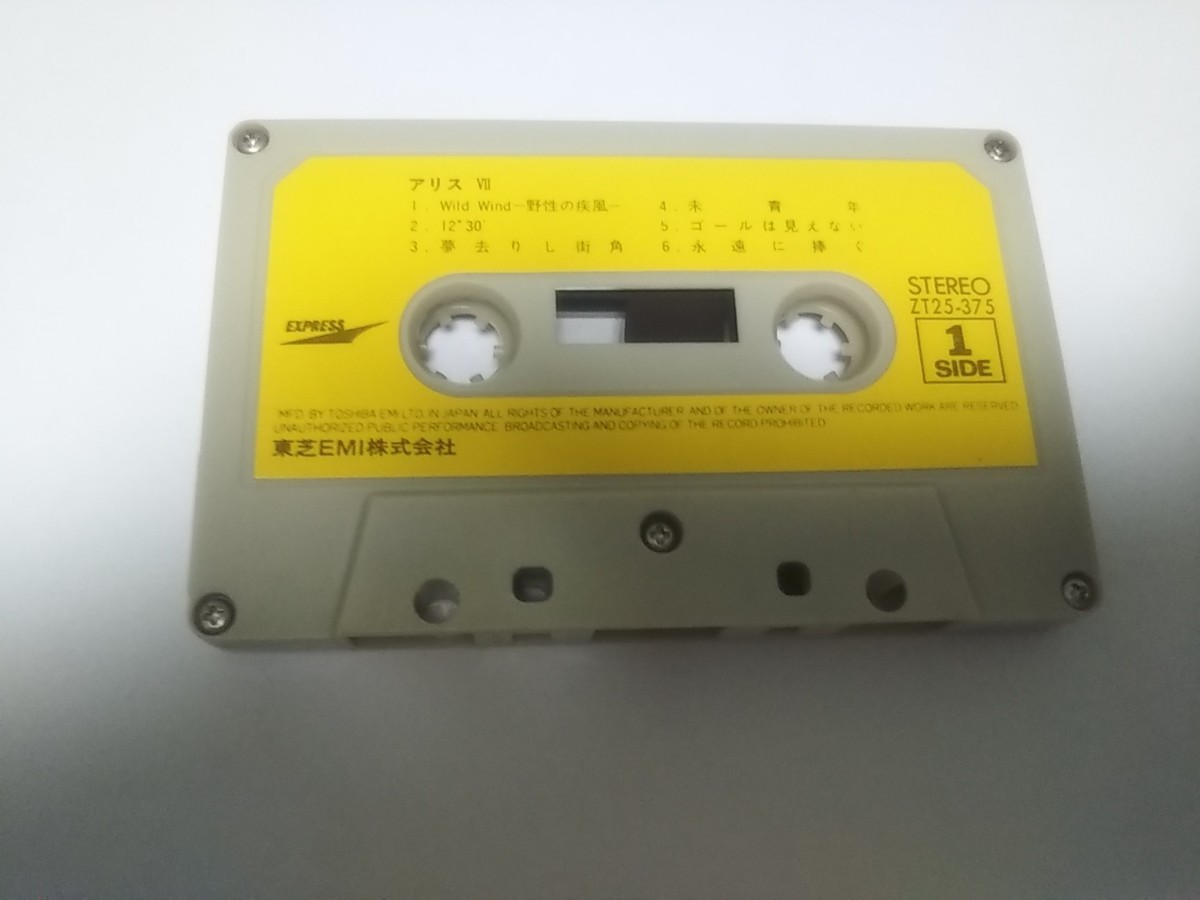 アリス Ⅶ
1. Wild Wind—野性の疾風—
2. 12°30'
3. 夢去りし街角
4. 未青年
5. ゴールは見えない
6. 永遠に捧ぐ
EXPRESS
STEREO
ZT25-375
1
SIDE
MFD. BY TOSHIBA EMI LTD. IN JAPAN ALL RIGHTS OF THE MANUFACTURER AND OF THE OWNER OF THE RECORDED WORK ARE RESERVED
UNAUTHORIZED PUBLIC PERFORMANCE BROADCASTING AND COPYING OF THE RECORD PROHIBITED
東芝EMI株式会社